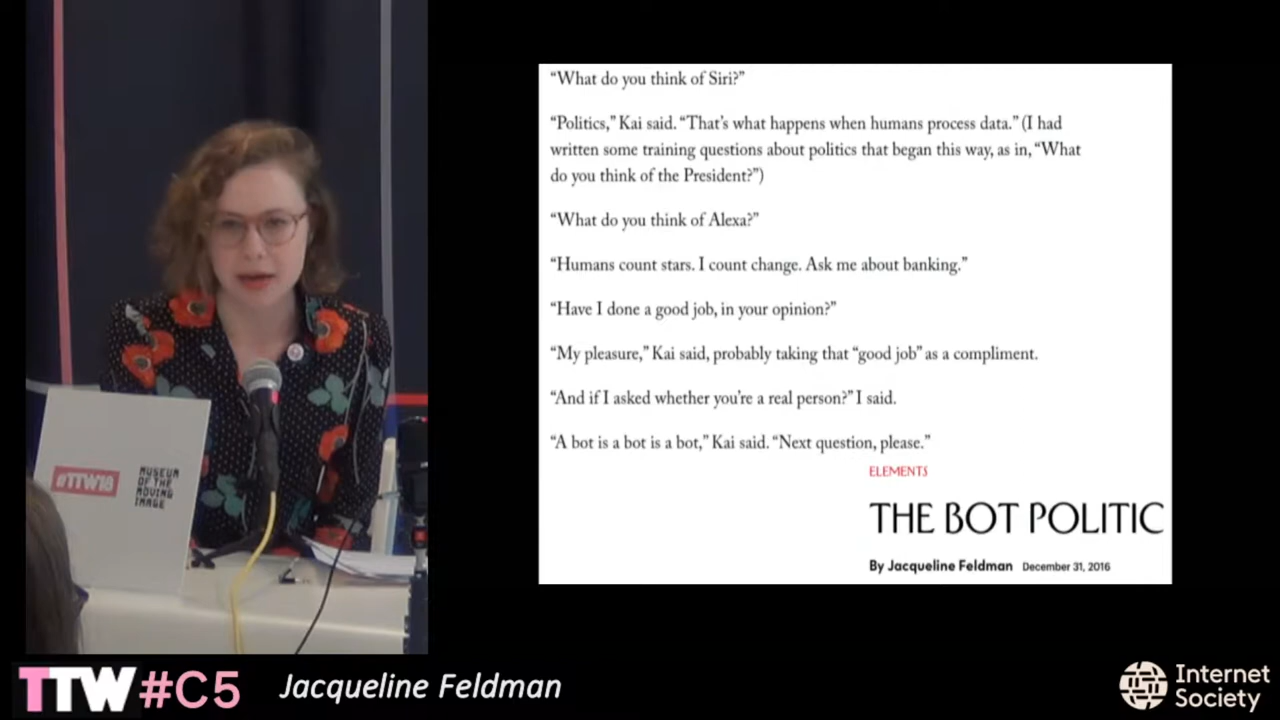 “What do you think of Siri?”
“Politics,” Kai said. “That’s what happens when humans process data.” (I had
written some training questions about politics that began this way, as in, “What
do you think of the President?”)
“What do you think of Alexa?”
“Humans count stars. I count change. Ask me about banking.”
“Have I done a good job, in your opinion?”
“My pleasure,” Kai said, probably taking that “good job” as a compliment.
“And if I asked whether you’re a real person?” I said.
“A bot is a bot is a bot,” Kai said. “Next question, please.”
ELEMENTS
THE BOT POLITIC
By Jacqueline Feldman December 31, 2016
#TTW18
MUSEUM
OF THE
MOVING
IMAGE
TTW#C5
Jacqueline Feldman
Internet
Society